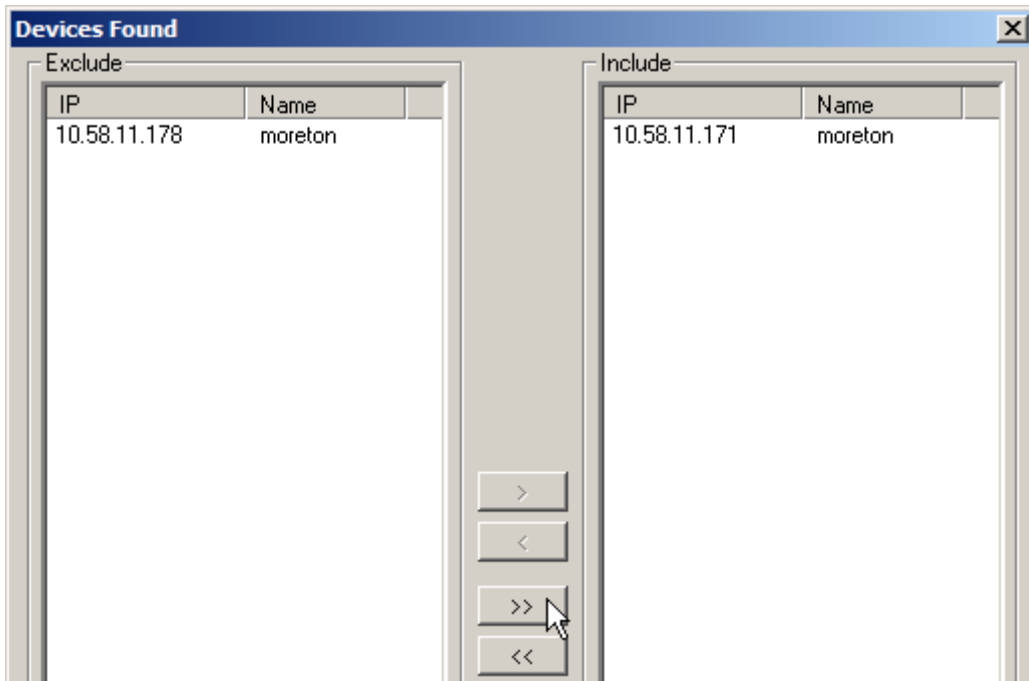 Devices Found
Exclude
IP Name
10.58.11.178 moreton
Include
IP Name
10.58.11.171 moreton
>
<
>>
<<